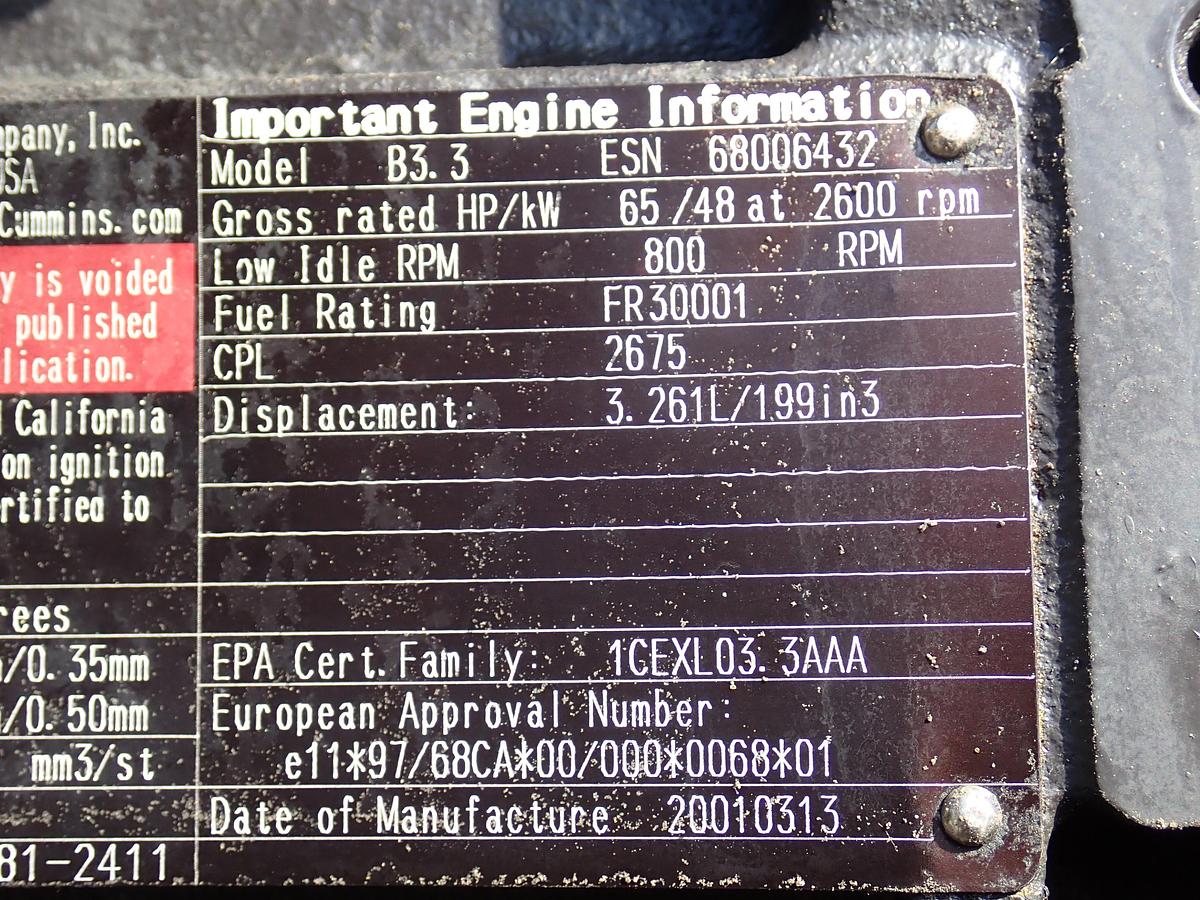 mpany, Inc.
USA
Cummins.com
y is voided
published
lication.
California
on ignition
ertified to
rees
/0.35mm
/0.50mm
mm3/st
81-2411
Important Engine Information
Model B3.3 ESN 68006432
Gross rated HP/kW 65 /48 at 2600 rpm
Low Idle RPM 800 RPM
Fuel Rating FR30001
CPL 2675
Displacement: 3.261L/199in3
EPA Cert. Family: 1CEXL03.3AAA
European Approval Number:
e11*97/68CA*00/000*0068*01
Date of Manufacture 20010313